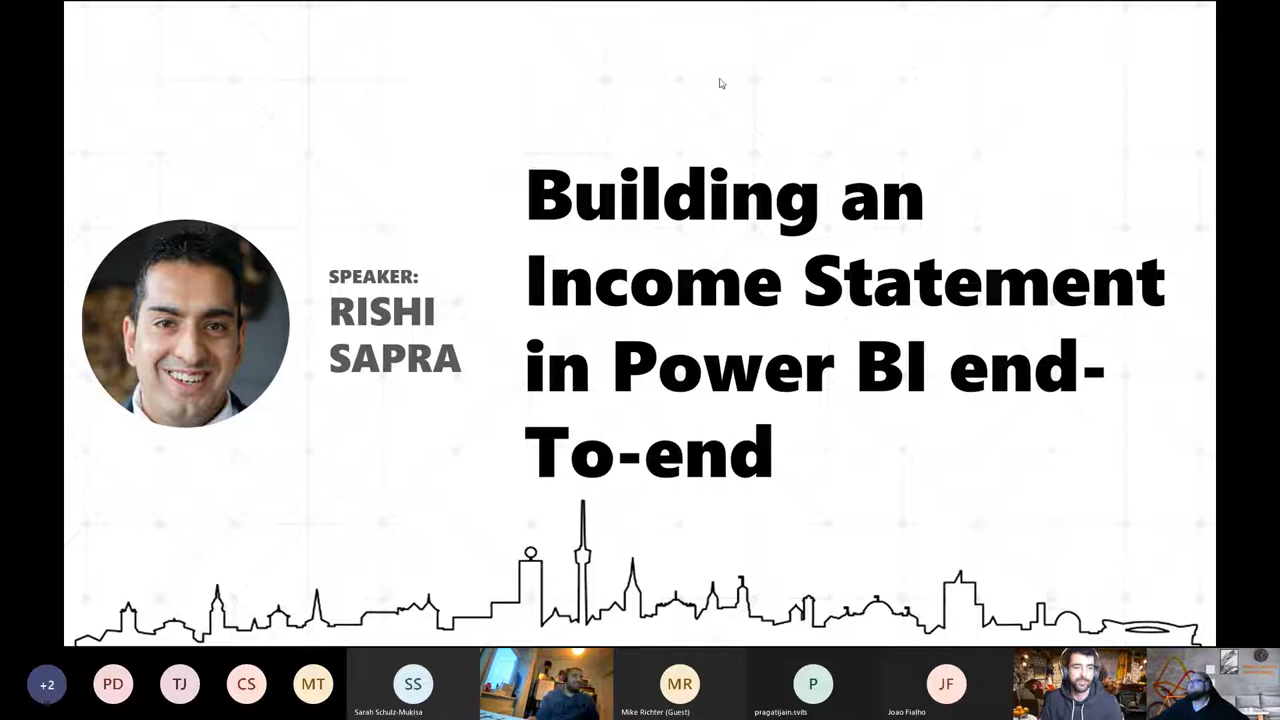 Building an
Income Statement
in Power BI end-
To-end
SPEAKER:
RISHI
SAPRA
+2
PD
TJ
CS
MT
SS
MR
P
JF
Sarah Schulz-Mukisa
Mike Richter (Guest)
pragatijain.svits
Joao Fialho